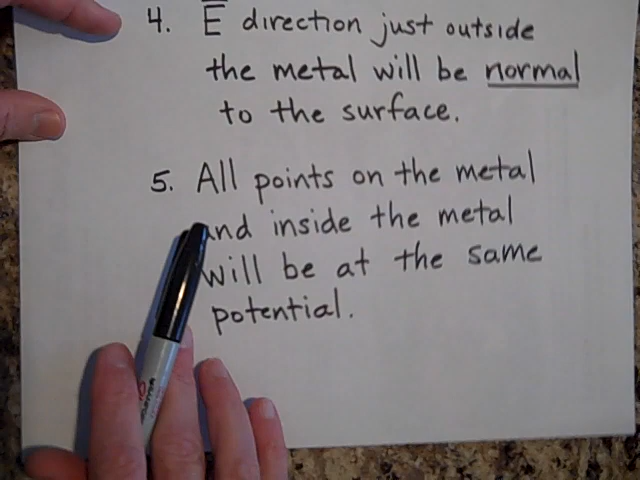 4. E̅ direction just outside
the metal will be normal
to the surface.
5. All points on the metal
and inside the metal
will be at the same
potential.